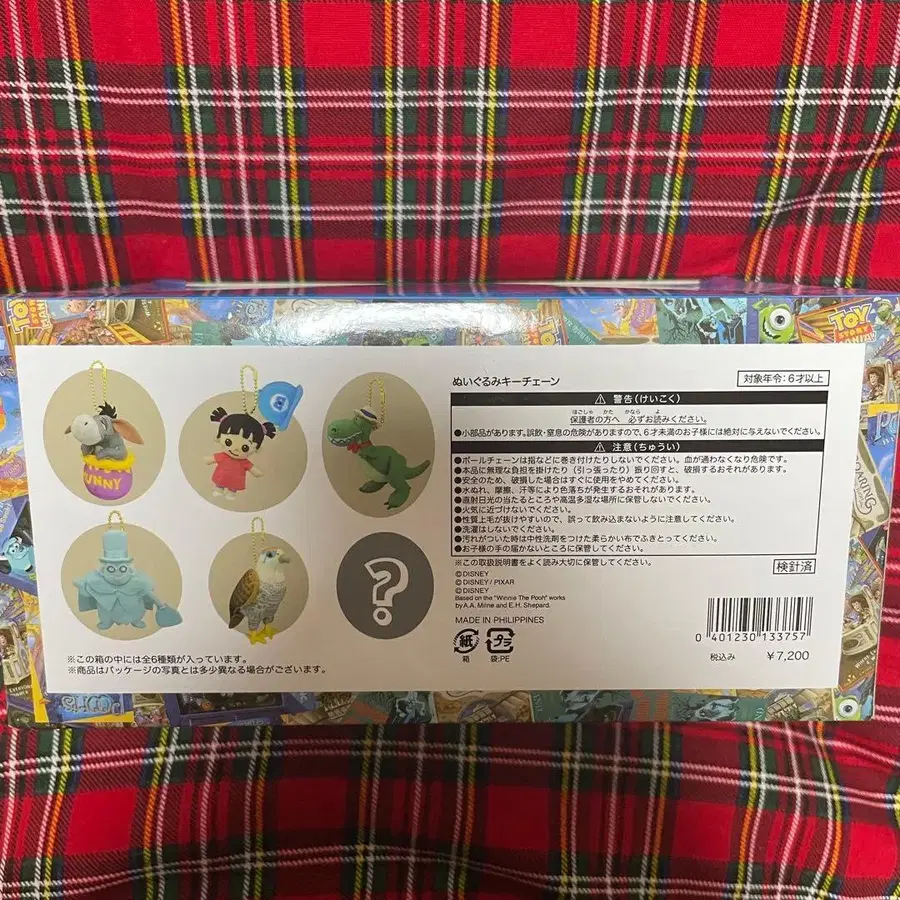 TOY
STORY
MANIA!
TOY
STORY
MANIA!
ぬいぐるみキーチェーン
対象年令:6才以上
⚠ 警告(けいこく)
保護者の方へ 必ずお読みください。
●小部品があります。誤飲・窒息の危険がありますので、6才未満のお子様には絶対に与えないでください。
⚠ 注意(ちゅうい)
●ボールチェーンは指などに巻き付けたりしないでください。血が通わなくなり危険です。
●本品に無理な負担を掛けたり(引っ張ったり)振り回すと、破損するおそれがあります。
●安全のため、破損した場合はすぐに使用をやめてください。
●水ぬれ、摩擦、汗等により色落ちが発生するおそれがあります。
●直射日光の当たるところや高温多湿な場所に保管しないでください。
●火気に近づけないでください。
●性質上毛が抜けやすいので、誤って飲み込まないように注意してください。
●洗濯はしないでください。
●汚れがついた時は中性洗剤をつけた柔らかい布でふきとってください。
●お子様の手の届かないところに保管してください。
※この取扱説明書をよく読み大切に保管してください。
検針済
©DISNEY
©DISNEY/PIXAR
©DISNEY
Based on the "Winnie The Pooh" works
by A.A. Milne and E.H. Shepard.
MADE IN PHILIPPINES
紙
箱
プラ
袋:PE
0 401230 133757
税込み ¥7,200
UNNY
?
※この箱の中には全6種類が入っています。
※商品はパッケージの写真とは多少異なる場合がございます。